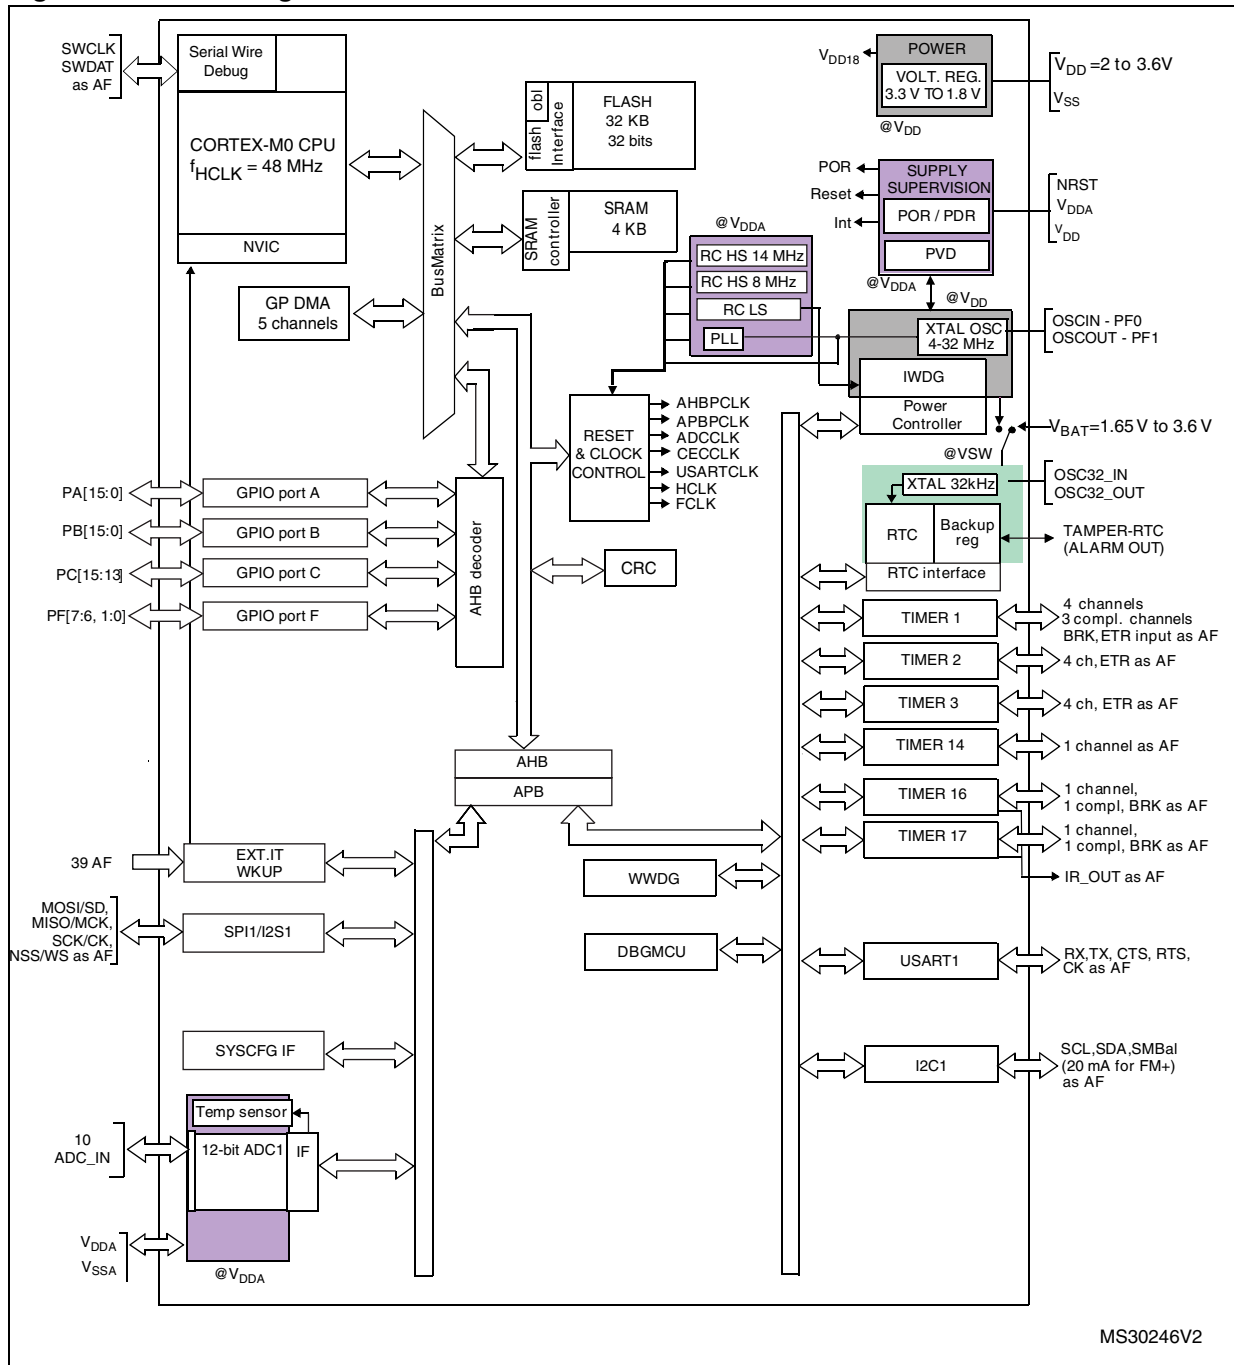 SWCLK
SWDAT
as AF
Serial Wire
Debug
CORTEX-M0 CPU
fHCLK = 48 MHz
NVIC
GP DMA
5 channels
BusMatrix
flash
obl
Interface
FLASH
32 KB
32 bits
SRAM
controller
SRAM
4 KB
@VDDA
RC HS 14 MHz
RC HS 8 MHz
RC LS
PLL
VDD18
POWER
VOLT. REG.
3.3 V TO 1.8 V
@VDD
VDD =2 to 3.6V
VSS
POR
Reset
Int
SUPPLY
SUPERVISION
POR / PDR
PVD
@VDDA
NRST
VDDA
VDD
@VDD
XTAL OSC
4-32 MHz
IWDG
Power
Controller
OSCIN - PF0
OSCOUT - PF1
VBAT=1.65 V to 3.6 V
@VSW
RESET
& CLOCK
CONTROL
AHBPCLK
APBPCLK
ADCCLK
CECCLK
USARTCLK
HCLK
FCLK
XTAL 32kHz
RTC
Backup
reg
RTC interface
OSC32_IN
OSC32_OUT
TAMPER-RTC
(ALARM OUT)
PA[15:0]
GPIO port A
PB[15:0]
GPIO port B
PC[15:13]
GPIO port C
PF[7:6, 1:0]
GPIO port F
AHB decoder
CRC
TIMER 1
4 channels
3 compl. channels
BRK,ETR input as AF
TIMER 2
4 ch,ETR as AF
TIMER 3
4 ch, ETR as AF
TIMER 14
1 channel as AF
TIMER 16
1 channel,
1 compl, BRK as AF
TIMER 17
1 channel,
1 compl, BRK as AF
IR_OUT as AF
AHB
APB
39 AF
EXT.IT
WKUP
WWDG
MOSI/SD,
MISO/MCK,
SCK/CK,
NSS/WS as AF
SPI1/I2S1
DBGMCU
USART1
RX,TX, CTS, RTS,
CK as AF
SYSCFG IF
I2C1
SCL,SDA,SMBal
(20 mA for FM+)
as AF
Temp sensor
10
ADC_IN
12-bit ADC1
IF
VDDA
VSSA
@VDDA
MS30246V2